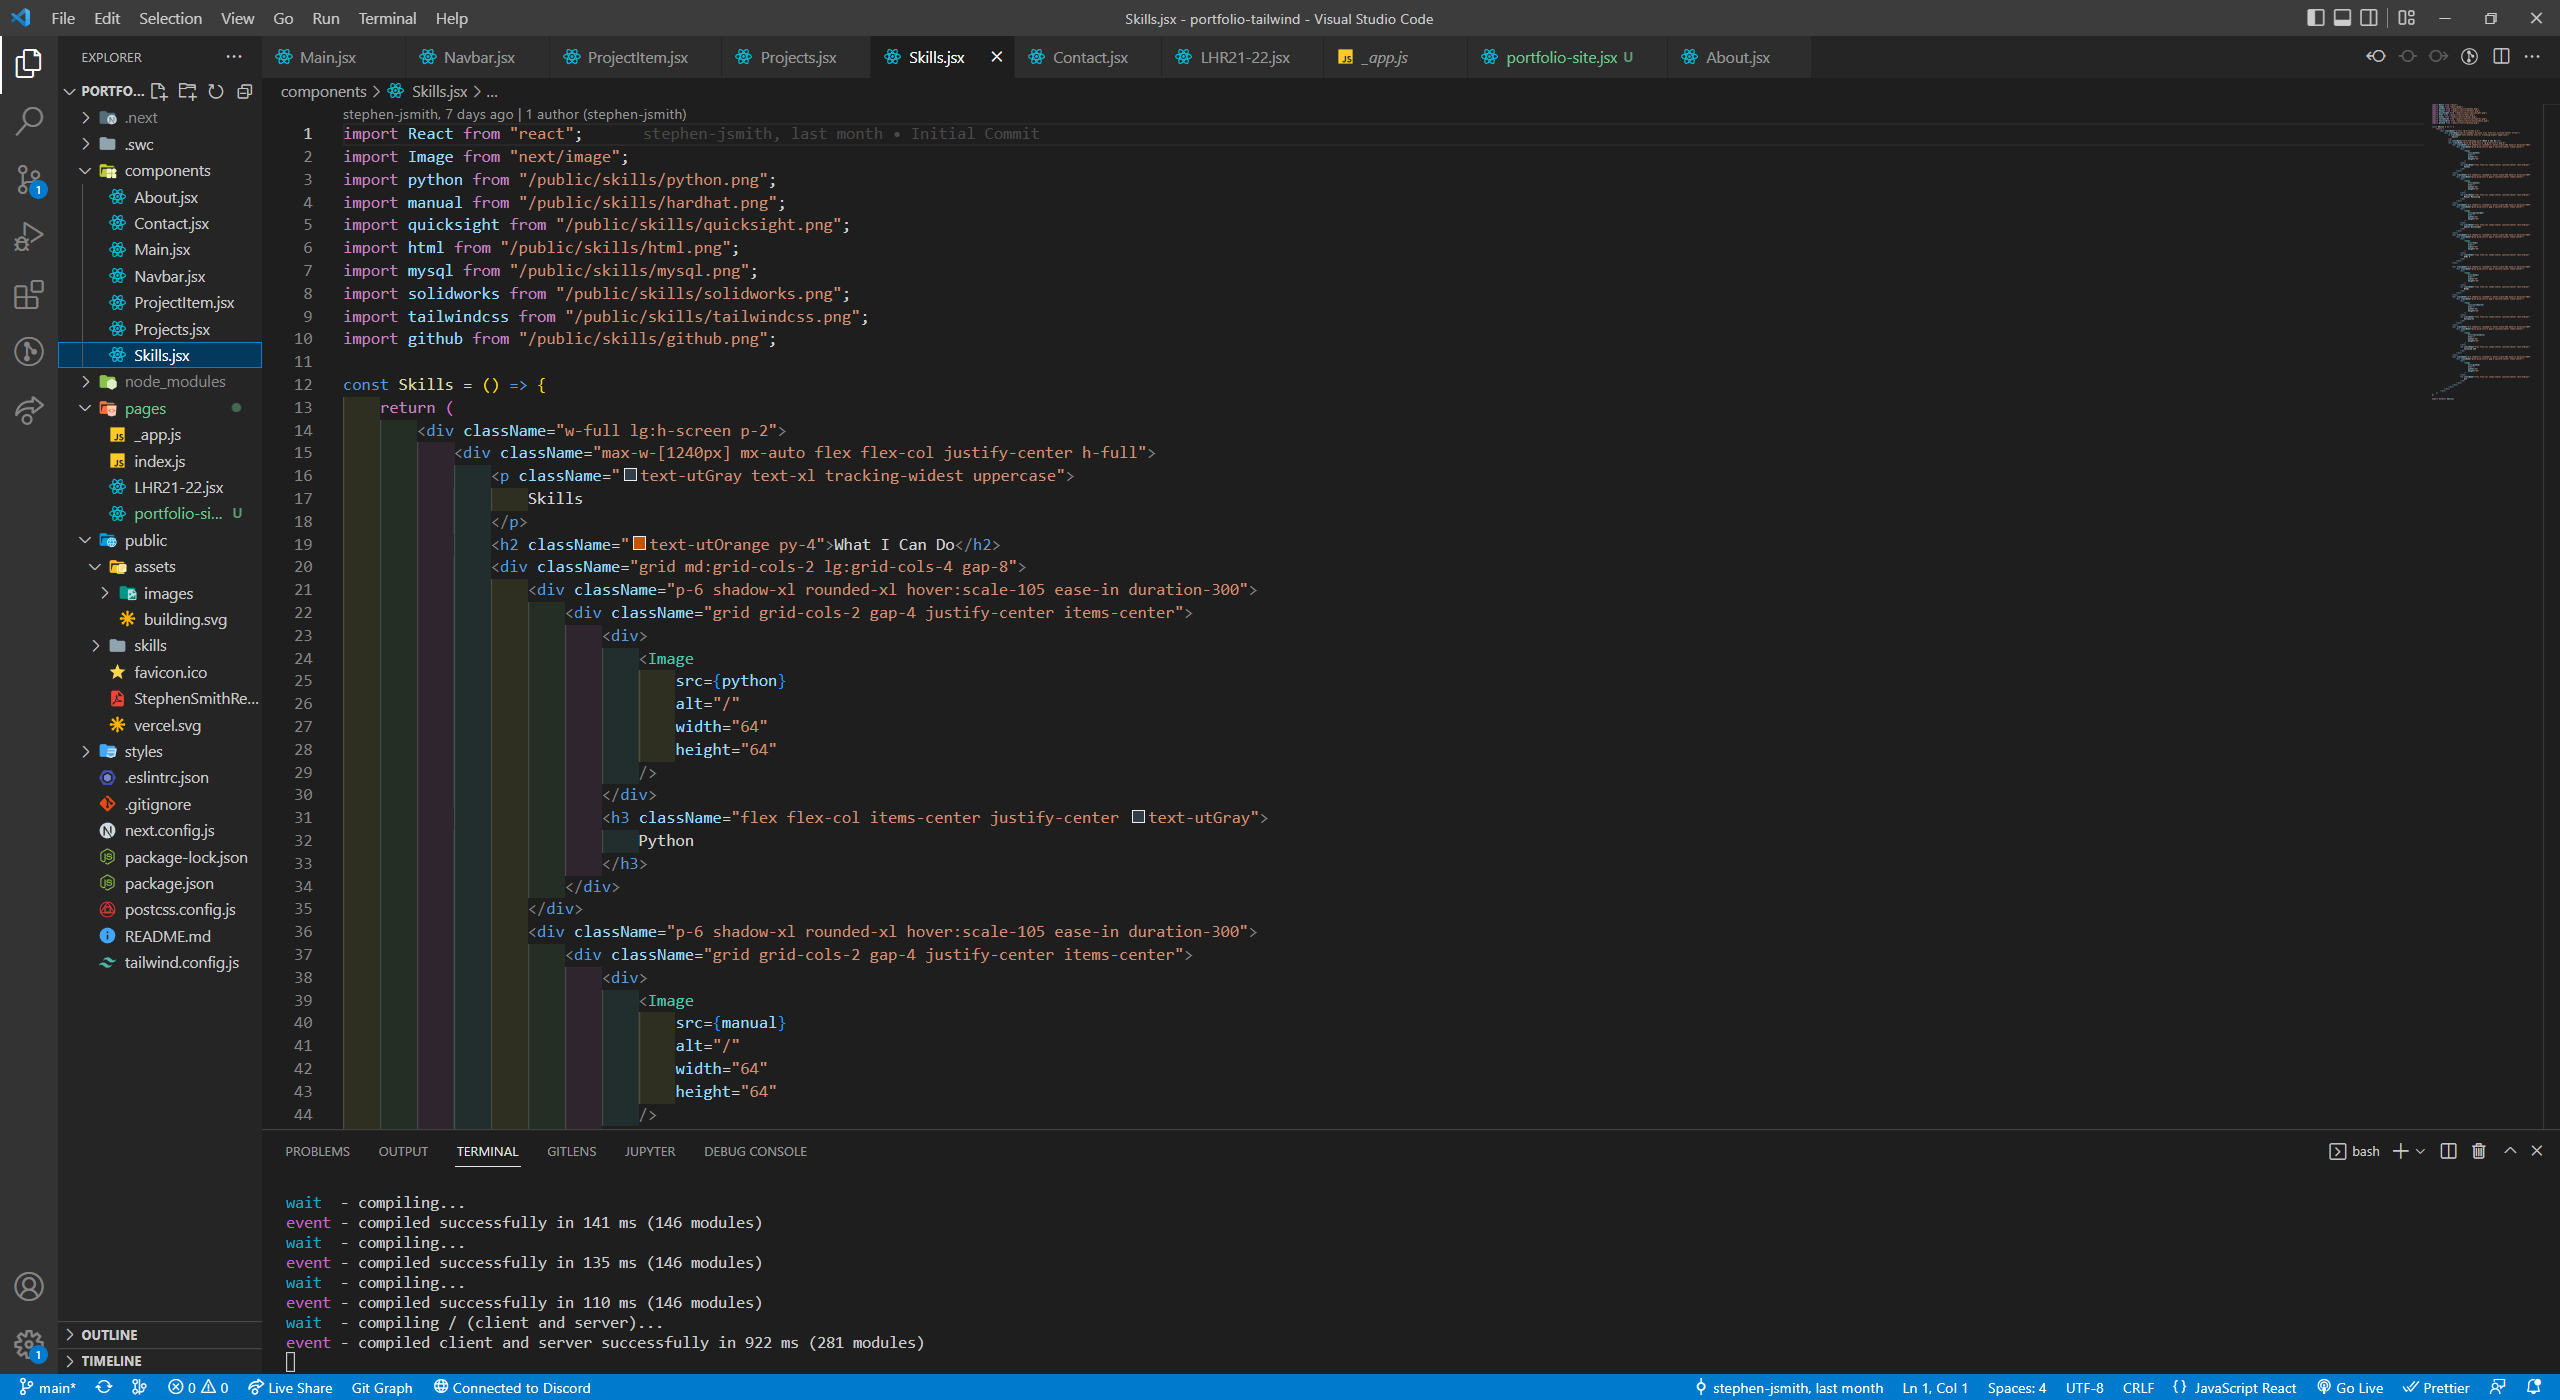 File Edit Selection View Go Run Terminal Help
Skills.jsx - portfolio-tailwind - Visual Studio Code
EXPLORER
Main.jsx Navbar.jsx ProjectItem.jsx Projects.jsx Skills.jsx Contact.jsx LHR21-22.jsx _app.js portfolio-site.jsx U About.jsx
PORTFO...
.next
.swc
components
About.jsx
Contact.jsx
Main.jsx
Navbar.jsx
ProjectItem.jsx
Projects.jsx
Skills.jsx
node_modules
pages
_app.js
index.js
LHR21-22.jsx
portfolio-si... U
public
assets
images
building.svg
skills
favicon.ico
StephenSmithRe...
vercel.svg
styles
.eslintrc.json
.gitignore
next.config.js
package-lock.json
package.json
postcss.config.js
README.md
tailwind.config.js
OUTLINE
TIMELINE
1
1
components > Skills.jsx > ...
stephen-jsmith, 7 days ago | 1 author (stephen-jsmith)
1 import React from "react"; stephen-jsmith, last month • Initial Commit
2 import Image from "next/image";
3 import python from "/public/skills/python.png";
4 import manual from "/public/skills/hardhat.png";
5 import quicksight from "/public/skills/quicksight.png";
6 import html from "/public/skills/html.png";
7 import mysql from "/public/skills/mysql.png";
8 import solidworks from "/public/skills/solidworks.png";
9 import tailwindcss from "/public/skills/tailwindcss.png";
10 import github from "/public/skills/github.png";
11
12 const Skills = () => {
13 return (
14 <div className="w-full lg:h-screen p-2">
15 <div className="max-w-[1240px] mx-auto flex flex-col justify-center h-full">
16 <p className="text-utGray text-xl tracking-widest uppercase">
17 Skills
18 </p>
19 <h2 className="text-utOrange py-4">What I Can Do</h2>
20 <div className="grid md:grid-cols-2 lg:grid-cols-4 gap-8">
21 <div className="p-6 shadow-xl rounded-xl hover:scale-105 ease-in duration-300">
22 <div className="grid grid-cols-2 gap-4 justify-center items-center">
23 <div>
24 <Image
25 src={python}
26 alt="/"
27 width="64"
28 height="64"
29 />
30 </div>
31 <h3 className="flex flex-col items-center justify-center text-utGray">
32 Python
33 </h3>
34 </div>
35 </div>
36 <div className="p-6 shadow-xl rounded-xl hover:scale-105 ease-in duration-300">
37 <div className="grid grid-cols-2 gap-4 justify-center items-center">
38 <div>
39 <Image
40 src={manual}
41 alt="/"
42 width="64"
43 height="64"
44 />
PROBLEMS OUTPUT TERMINAL GITLENS JUPYTER DEBUG CONSOLE
bash
wait - compiling...
event - compiled successfully in 141 ms (146 modules)
wait - compiling...
event - compiled successfully in 135 ms (146 modules)
wait - compiling...
event - compiled successfully in 110 ms (146 modules)
wait - compiling / (client and server)...
event - compiled client and server successfully in 922 ms (281 modules)
main* 0 0 Live Share Git Graph Connected to Discord stephen-jsmith, last month Ln 1, Col 1 Spaces: 4 UTF-8 CRLF {} JavaScript React Go Live Prettier